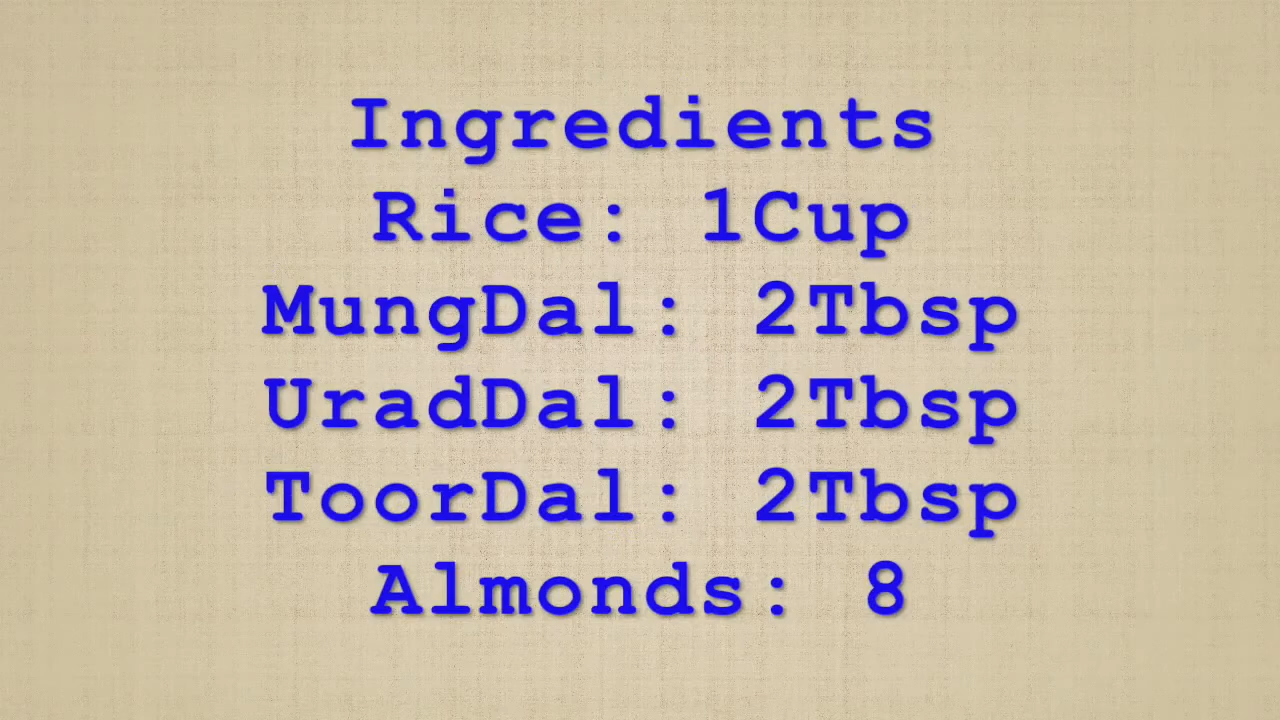 Ingredients
Rice: 1Cup
MungDal: 2Tbsp
UradDal: 2Tbsp
ToorDal: 2Tbsp
Almonds: 8